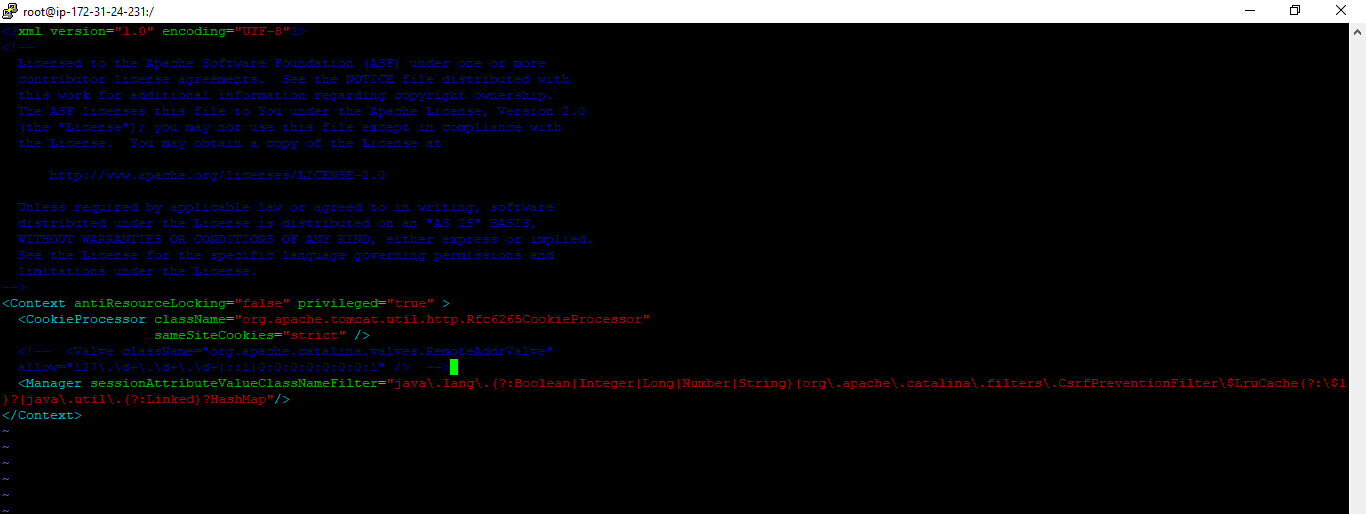 root@ip-172-31-24-231:/
<?xml version="1.0" encoding="UTF-8"?>
<!--
  Licensed to the Apache Software Foundation (ASF) under one or more
  contributor license agreements.  See the NOTICE file distributed with
  this work for additional information regarding copyright ownership.
  The ASF licenses this file to You under the Apache License, Version 2.0
  (the "License"); you may not use this file except in compliance with
  the License.  You may obtain a copy of the License at
      http://www.apache.org/licenses/LICENSE-2.0
  Unless required by applicable law or agreed to in writing, software
  distributed under the License is distributed on an "AS IS" BASIS,
  WITHOUT WARRANTIES OR CONDITIONS OF ANY KIND, either express or implied.
  See the License for the specific language governing permissions and
  limitations under the License.
-->
<Context antiResourceLocking="false" privileged="true" >
  <CookieProcessor className="org.apache.tomcat.util.http.Rfc6265CookieProcessor"
                   sameSiteCookies="strict" />
  <!--  <Valve className="org.apache.catalina.valves.RemoteAddrValve"
  allow="127\.\d+\.\d+\.\d+|::1|0:0:0:0:0:0:0:1" />  -->
  <Manager sessionAttributeValueClassNameFilter="java\.lang\.(?:Boolean|Integer|Long|Number|String)|org\.apache\.catalina\.filters\.CsrfPreventionFilter\$LruCache(?:\$1
)?|java\.util\.(?:Linked)?HashMap"/>
</Context>
~
~
~
~
~
~